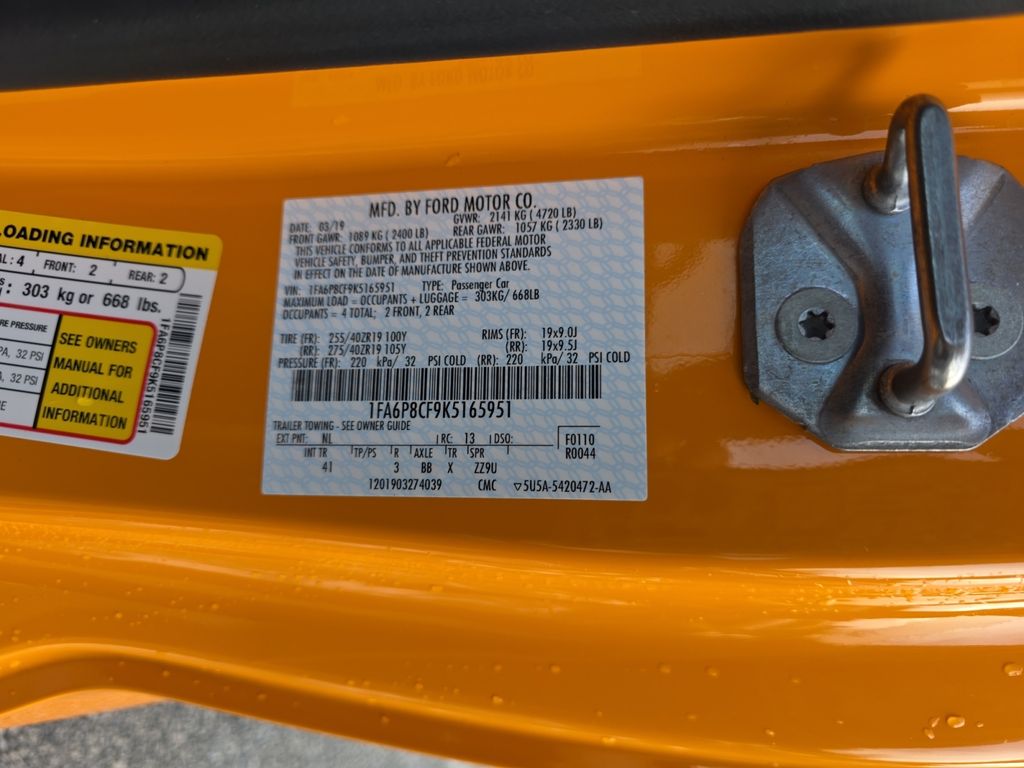 MFD. BY FORD MOTOR CO.
DATE: 03/19 GVWR: 2141 KG ( 4720 LB)
FRONT GAWR: 1089 KG ( 2400 LB) REAR GAWR: 1057 KG ( 2330 LB)
THIS VEHICLE CONFORMS TO ALL APPLICABLE FEDERAL MOTOR
VEHICLE SAFETY, BUMPER, AND THEFT PREVENTION STANDARDS
IN EFFECT ON THE DATE OF MANUFACTURE SHOWN ABOVE.
VIN: 1FA6P8CF9K5165951 TYPE: Passenger Car
MAXIMUM LOAD = OCCUPANTS + LUGGAGE = 303KG/ 668LB
OCCUPANTS = 4 TOTAL; 2 FRONT, 2 REAR
TIRE (FR): 255/40ZR19 100Y RIMS (FR): 19x9.0J
(RR): 275/40ZR19 105Y (RR): 19x9.5J
PRESSURE (FR): 220 kPa/ 32 PSI COLD (RR): 220 kPa/ 32 PSI COLD
1FA6P8CF9K5165951
TRAILER TOWING - SEE OWNER GUIDE
EXT PNT: NL RC: 13 DSO: F0110
INT TR TP/PS R AXLE TR SPR R0044
41 3 BB X ZZ9U
1201903274039 CMC ▽5U5A-5420472-AA
LOADING INFORMATION
: 4 FRONT: 2 REAR: 2
: 303 kg or 668 lbs.
PRESSURE
32 PSI
32 PSI
SEE OWNERS
MANUAL FOR
ADDITIONAL
INFORMATION
1FA6P8CF9K5165951